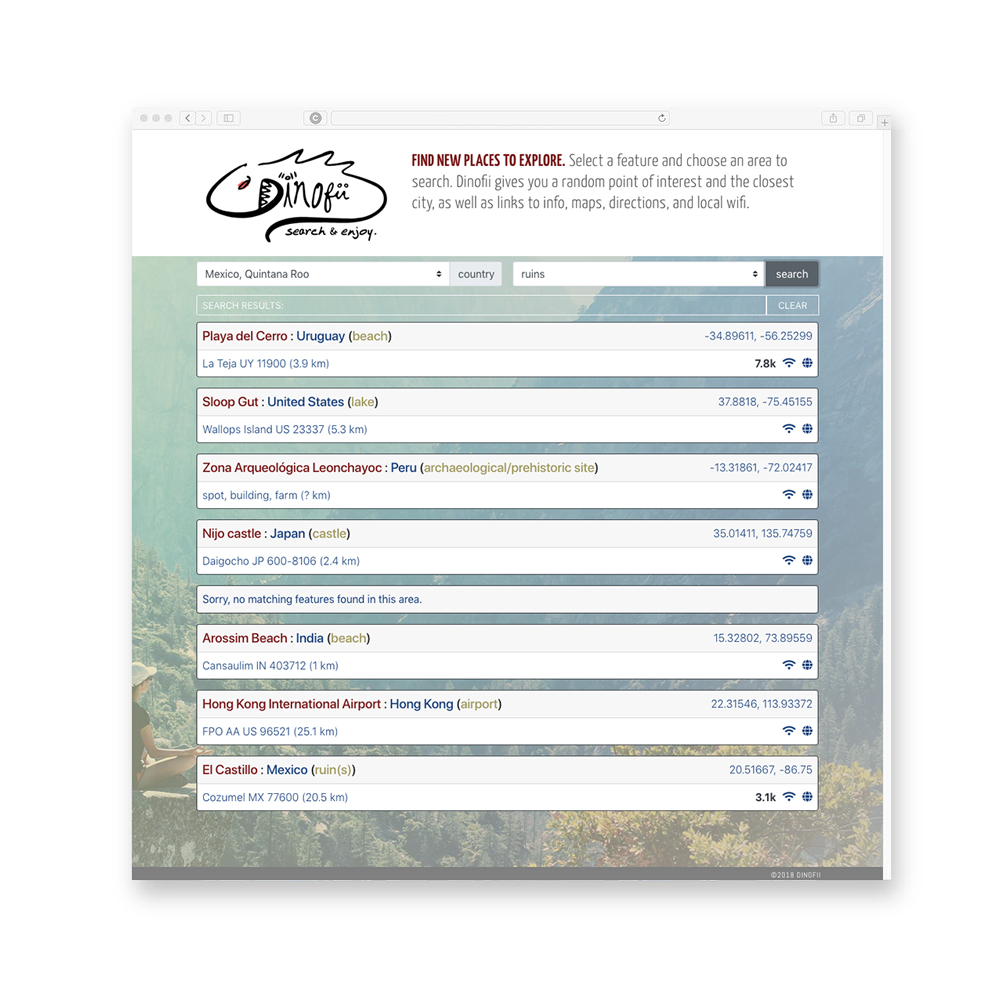 Dinofii
search & enjoy.
FIND NEW PLACES TO EXPLORE. Select a feature and choose an area to
search. Dinofii gives you a random point of interest and the closest
city, as well as links to info, maps, directions, and local wifi.
Mexico, Quintana Roo country ruins search
SEARCH RESULTS: CLEAR
Playa del Cerro : Uruguay (beach) -34.89611, -56.25299
La Teja UY 11900 (3.9 km) 7.8k
Sloop Gut : United States (lake) 37.8818, -75.45155
Wallops Island US 23337 (5.3 km)
Zona Arqueológica Leonchayoc : Peru (archaeological/prehistoric site) -13.31861, -72.02417
spot, building, farm (? km)
Nijo castle : Japan (castle) 35.01411, 135.74759
Daigocho JP 600-8106 (2.4 km)
Sorry, no matching features found in this area.
Arossim Beach : India (beach) 15.32802, 73.89559
Cansaulim IN 403712 (1 km)
Hong Kong International Airport : Hong Kong (airport) 22.31546, 113.93372
FPO AA US 96521 (25.1 km)
El Castillo : Mexico (ruin(s)) 20.51667, -86.75
Cozumel MX 77600 (20.5 km) 3.1k
©2018 DINOFII